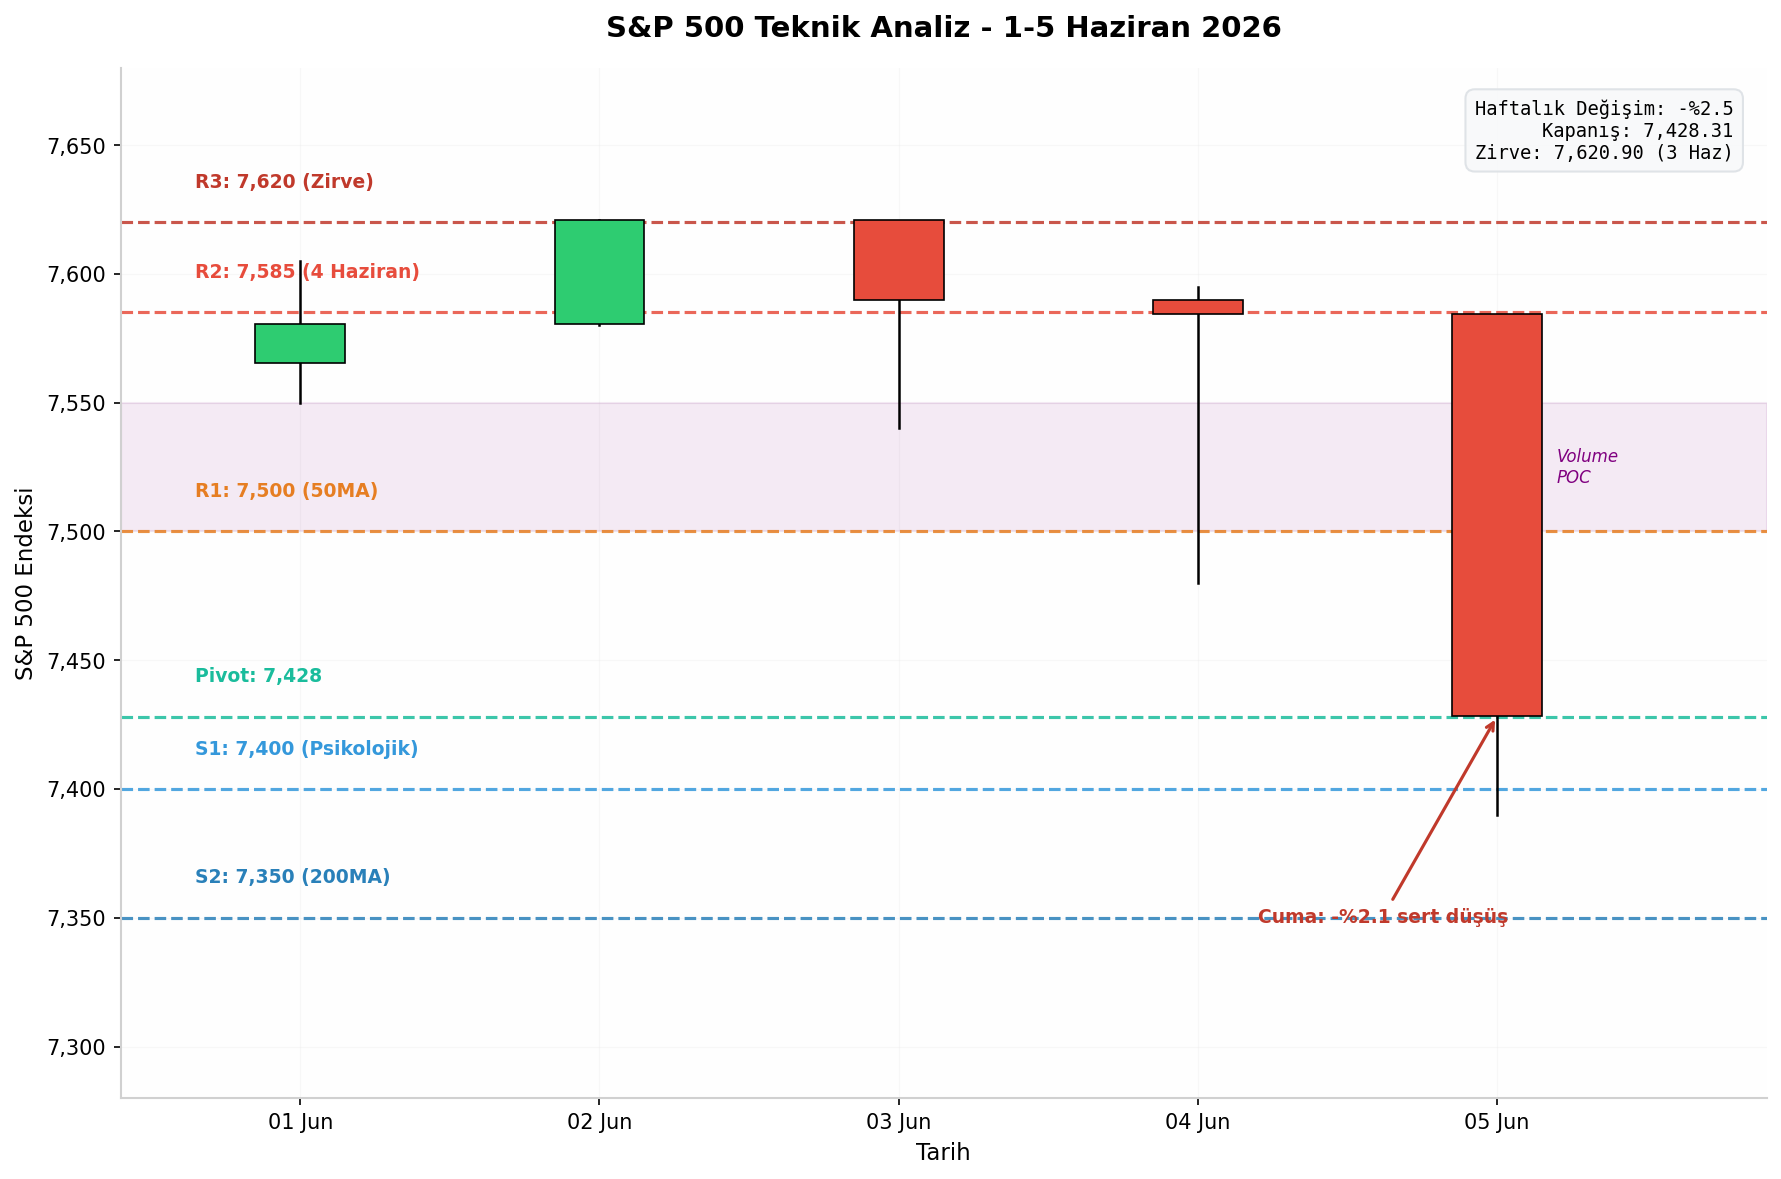 S&P 500 Teknik Analiz - 1-5 Haziran 2026
Haftalık Değişim: -%2.5
Kapanış: 7,428.31
Zirve: 7,620.90 (3 Haz)
S&P 500 Endeksi
7,650
7,600
7,550
7,500
7,450
7,400
7,350
7,300
R3: 7,620 (Zirve)
R2: 7,585 (4 Haziran)
R1: 7,500 (50MA)
Pivot: 7,428
S1: 7,400 (Psikolojik)
S2: 7,350 (200MA)
Volume
POC
Cuma: -%2.1 sert düşüş
01 Jun
02 Jun
03 Jun
04 Jun
05 Jun
Tarih